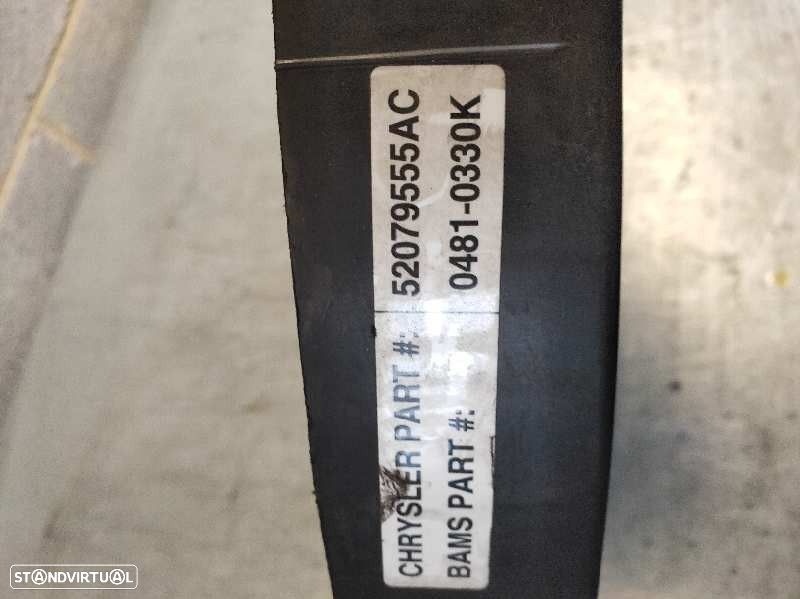 CHRYSLER PART #: 52079555AC
BAMS PART #: 0481-0330K
STANDVIRTUAL